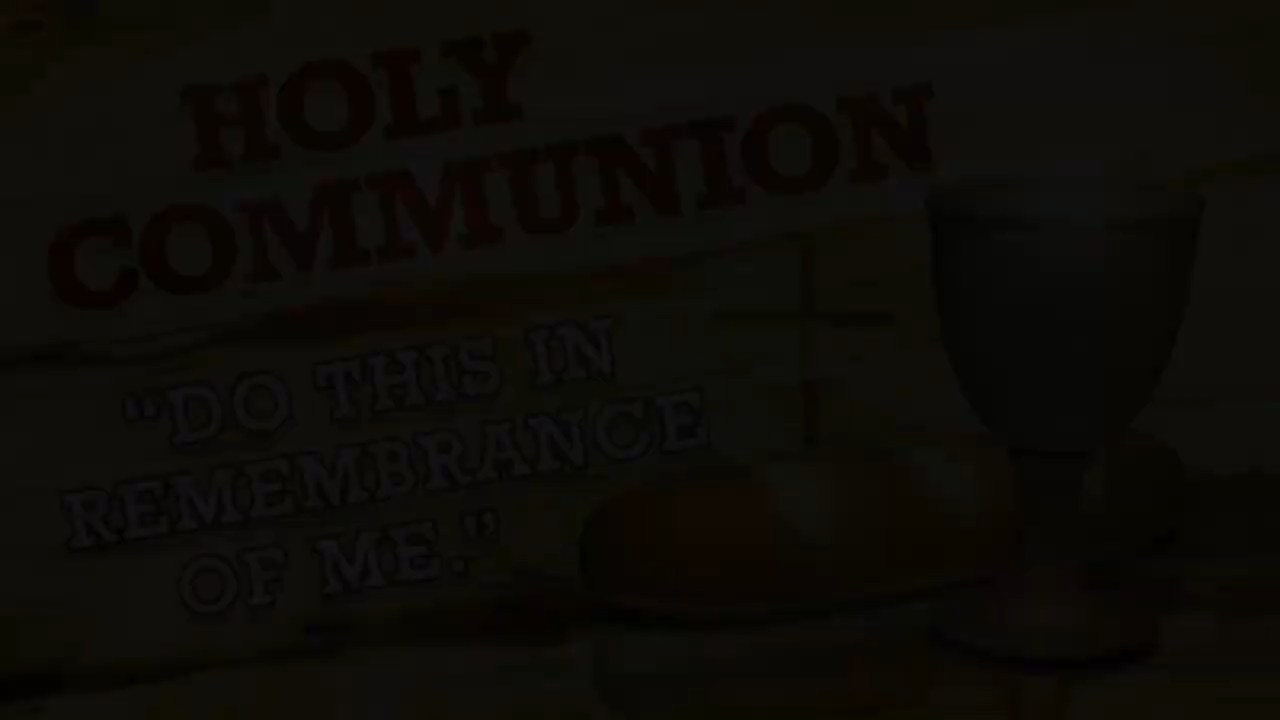 HOLY
COMMUNION
“DO THIS IN
REMEMBRANCE
OF ME.”